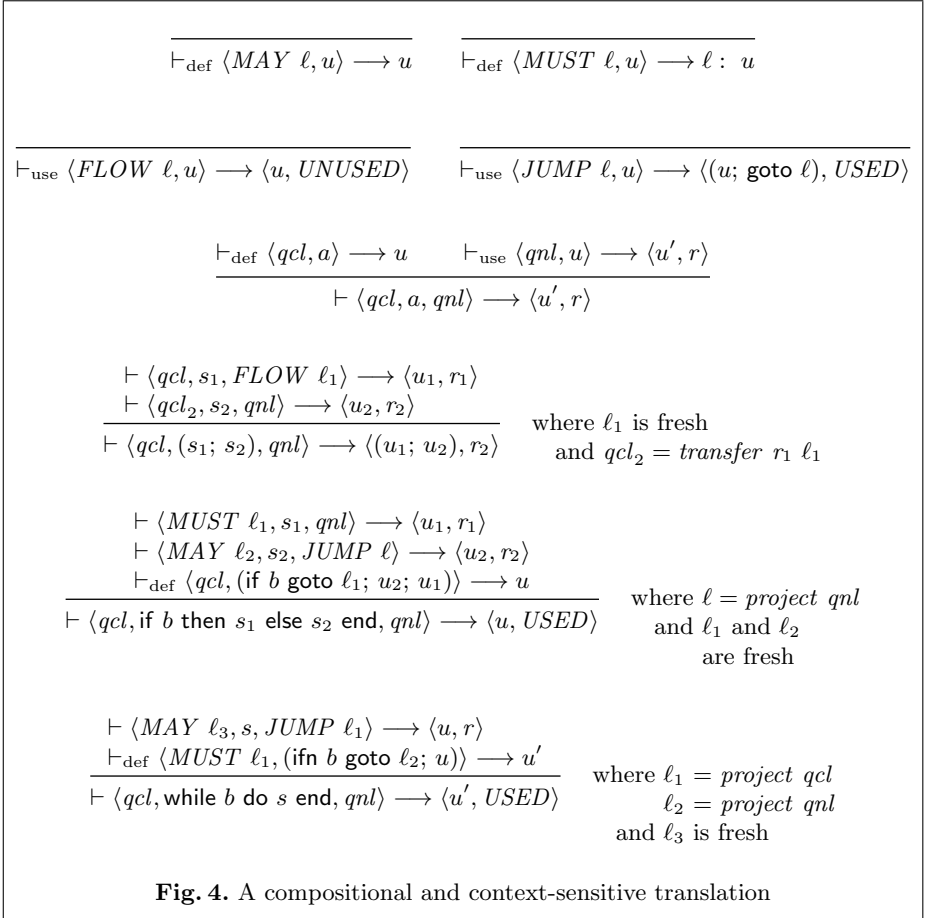 ⊢def ⟨MAY ℓ, u⟩ ⟶ u ⊢def ⟨MUST ℓ, u⟩ ⟶ ℓ : u
⊢use ⟨FLOW ℓ, u⟩ ⟶ ⟨u, UNUSED⟩ ⊢use ⟨JUMP ℓ, u⟩ ⟶ ⟨(u; goto ℓ), USED⟩
⊢def ⟨qcl, a⟩ ⟶ u ⊢use ⟨qnl, u⟩ ⟶ ⟨u′, r⟩
⊢ ⟨qcl, a, qnl⟩ ⟶ ⟨u′, r⟩
⊢ ⟨qcl, s₁, FLOW ℓ₁⟩ ⟶ ⟨u₁, r₁⟩
⊢ ⟨qcl₂, s₂, qnl⟩ ⟶ ⟨u₂, r₂⟩
⊢ ⟨qcl, (s₁; s₂), qnl⟩ ⟶ ⟨(u₁; u₂), r₂⟩
where ℓ₁ is fresh
and qcl₂ = transfer r₁ ℓ₁
⊢ ⟨MUST ℓ₁, s₁, qnl⟩ ⟶ ⟨u₁, r₁⟩
⊢ ⟨MAY ℓ₂, s₂, JUMP ℓ⟩ ⟶ ⟨u₂, r₂⟩
⊢def ⟨qcl, (if b goto ℓ₁; u₂; u₁)⟩ ⟶ u
⊢ ⟨qcl, if b then s₁ else s₂ end, qnl⟩ ⟶ ⟨u, USED⟩
where ℓ = project qnl
and ℓ₁ and ℓ₂
are fresh
⊢ ⟨MAY ℓ₃, s, JUMP ℓ₁⟩ ⟶ ⟨u, r⟩
⊢def ⟨MUST ℓ₁, (ifn b goto ℓ₂; u)⟩ ⟶ u′
⊢ ⟨qcl, while b do s end, qnl⟩ ⟶ ⟨u′, USED⟩
where ℓ₁ = project qcl
ℓ₂ = project qnl
and ℓ₃ is fresh
Fig. 4. A compositional and context-sensitive translation